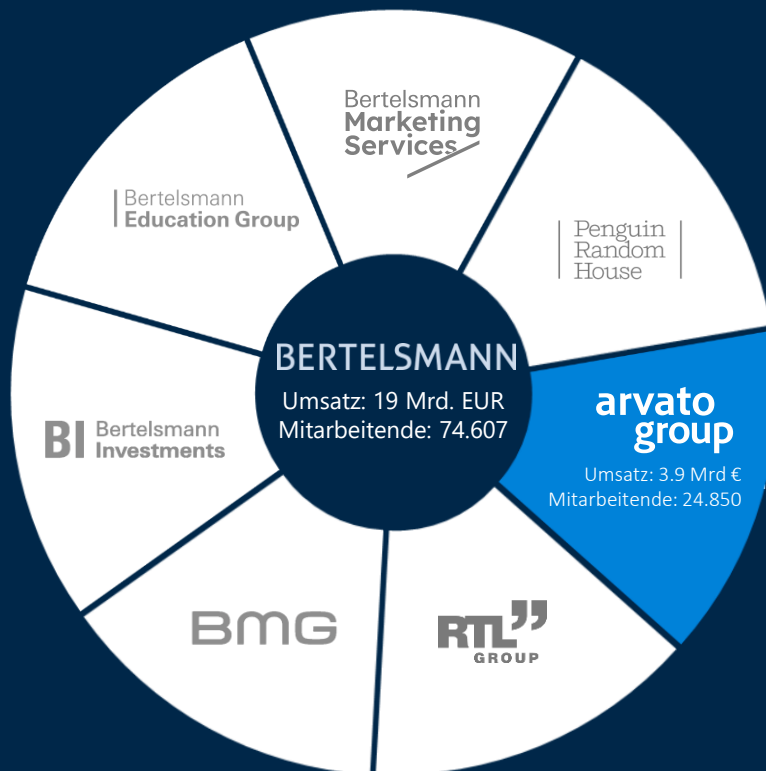 Bertelsmann
Marketing
Services
Bertelsmann
Education Group
Penguin
Random
House
BERTELSMANN
Umsatz: 19 Mrd. EUR
Mitarbeitende: 74.607
arvato
group
Umsatz: 3.9 Mrd €
Mitarbeitende: 24.850
BI Bertelsmann
Investments
BMG
RTL
GROUP